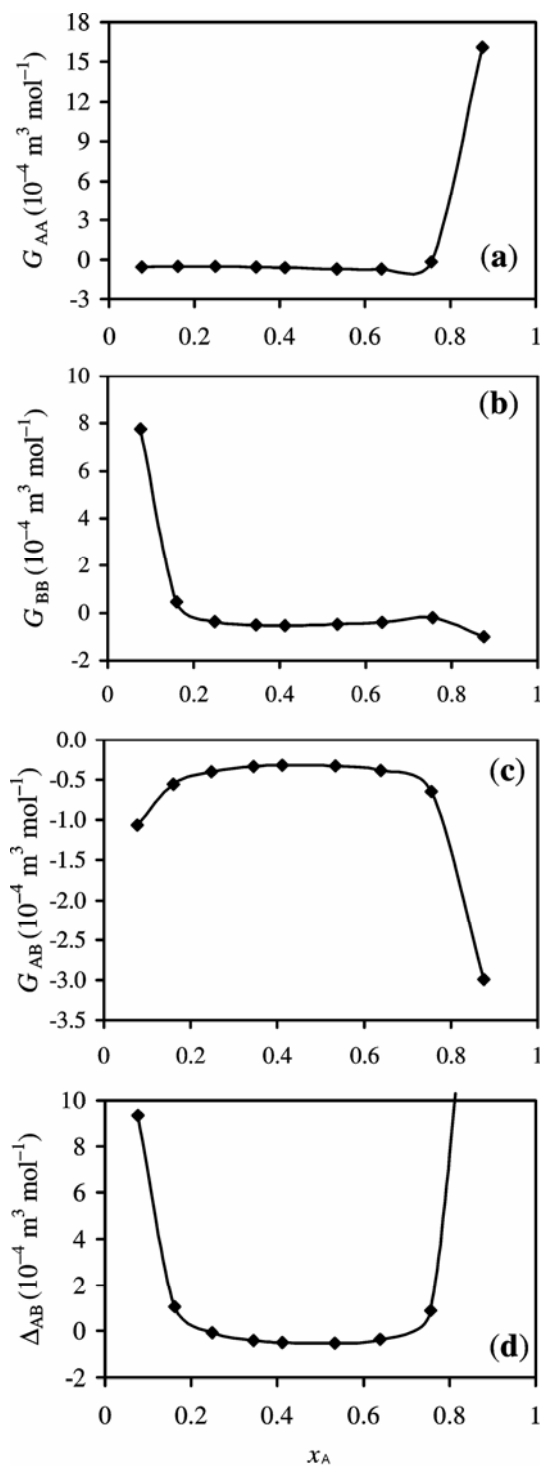 18
15
12
9
6
3
0
-3
G_AA (10⁻⁴ m³ mol⁻¹)
(a)
0 0.2 0.4 0.6 0.8 1
10
8
6
4
2
0
-2
G_BB (10⁻⁴ m³ mol⁻¹)
(b)
0 0.2 0.4 0.6 0.8 1
0.0
-0.5
-1.0
-1.5
-2.0
-2.5
-3.0
-3.5
G_AB (10⁻⁴ m³ mol⁻¹)
(c)
0 0.2 0.4 0.6 0.8 1
10
8
6
4
2
0
-2
Δ_AB (10⁻⁴ m³ mol⁻¹)
(d)
0 0.2 0.4 0.6 0.8 1
x_A